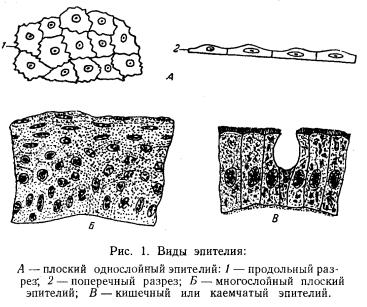 1
2
А
Б
В
Рис. 1. Виды эпителия:
А — плоский однослойный эпителий: 1 — продольный раз-
рез; 2 — поперечный разрез; Б — многослойный плоский
эпителий; В — кишечный или каемчатый эпителий.